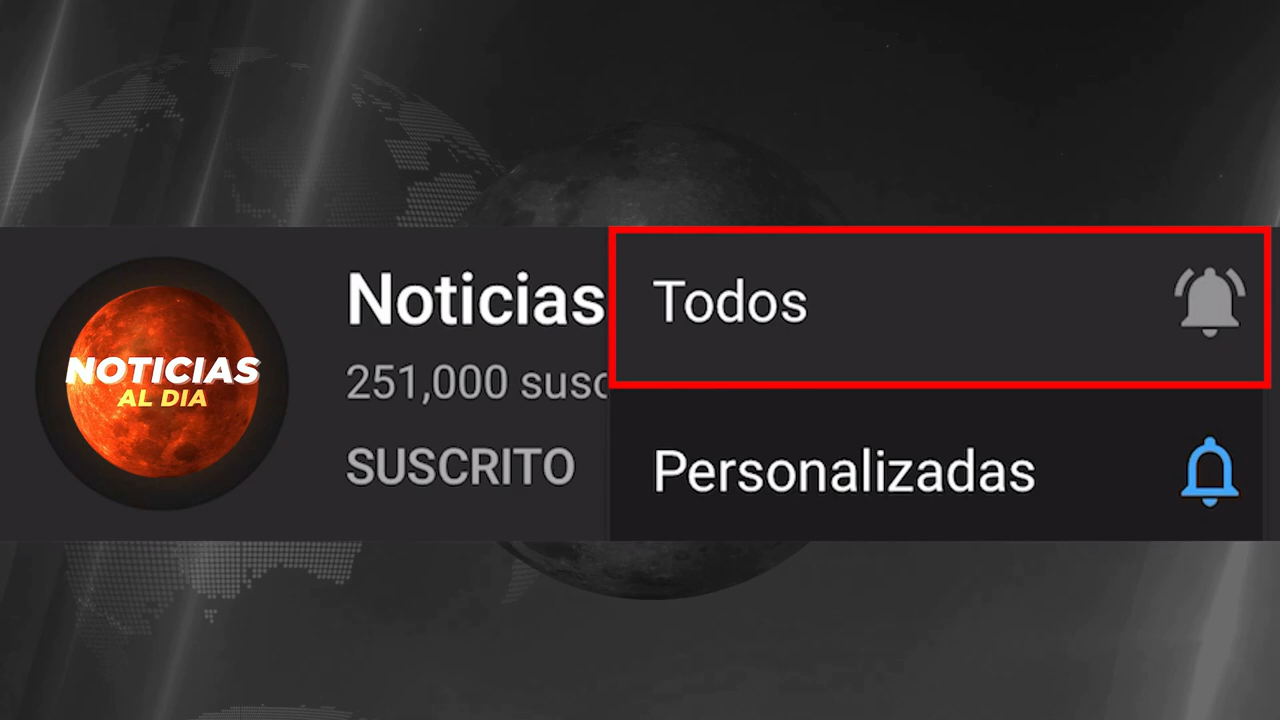 NOTICIAS
AL DIA
Noticias
251,000 susc
SUSCRITO
Todos
Personalizadas